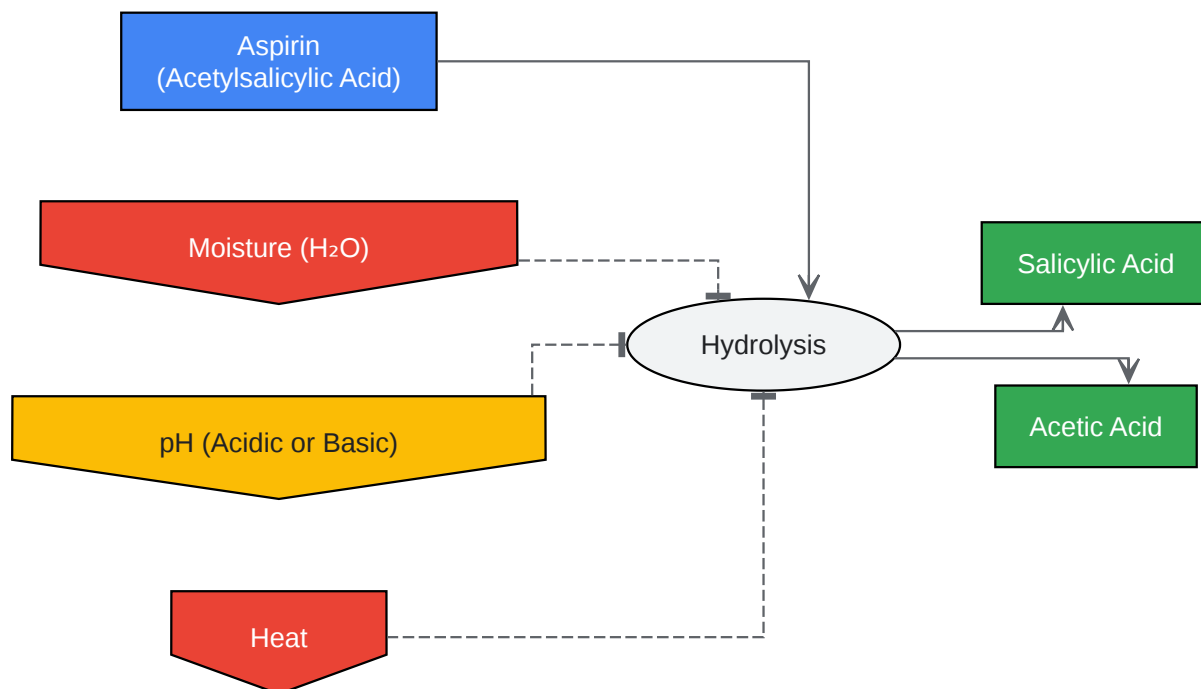 Aspirin
(Acetylsalicylic Acid)
Moisture (H₂O)
Salicylic Acid
Hydrolysis
Acetic Acid
pH (Acidic or Basic)
Heat